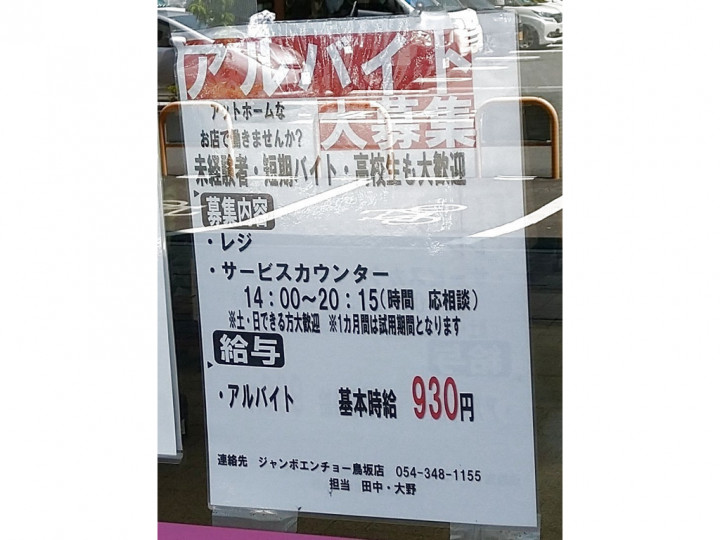 アルバイト
大募集
アットホームな
お店で働きませんか?
未経験者・短期バイト・高校生も大歓迎
募集内容
・レジ
・サービスカウンター
14:00～20:15(時間 応相談)
※土・日できる方大歓迎 ※1カ月間は試用期間となります
給与
・アルバイト 基本時給 930円
連絡先 ジャンボエンチョー鳥坂店 054-348-1155
担当 田中・大野